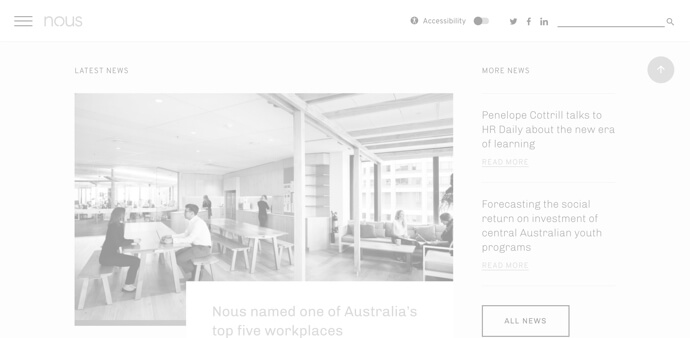 nous
Accessibility
LATEST NEWS
MORE NEWS
Penelope Cottrill talks to
HR Daily about the new era
of learning
READ MORE
Forecasting the social
return on investment of
central Australian youth
programs
READ MORE
ALL NEWS
Nous named one of Australia's
top five workplaces